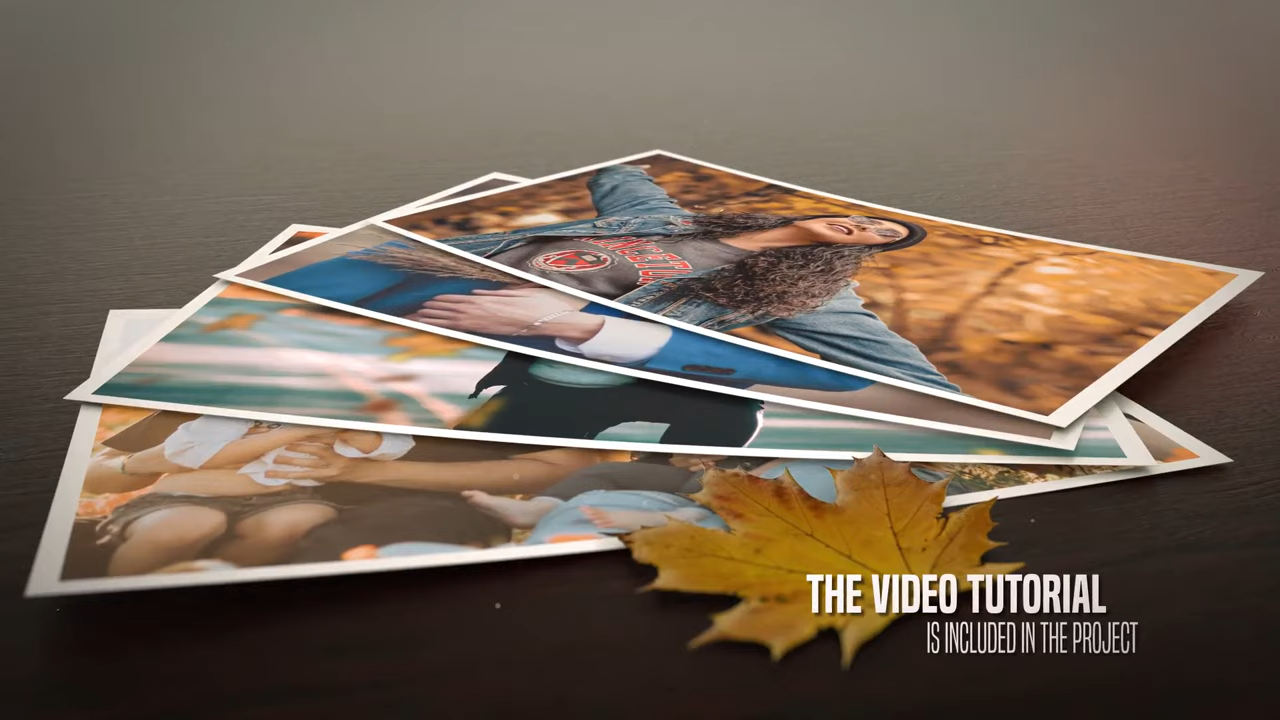 THE VIDEO TUTORIAL
IS INCLUDED IN THE PROJECT